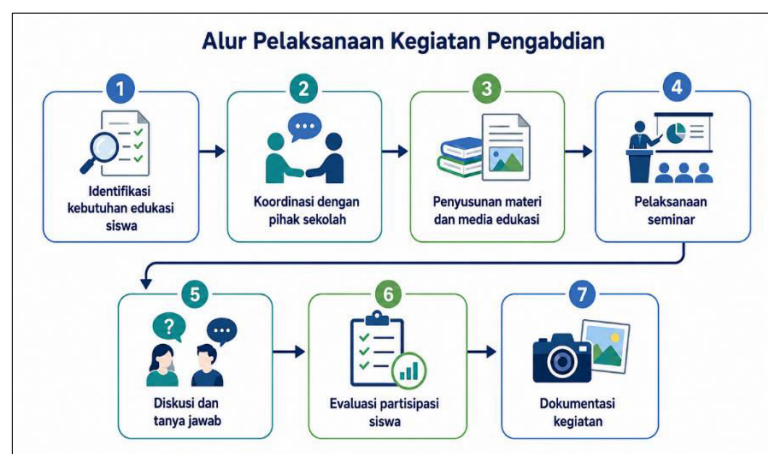 Alur Pelaksanaan Kegiatan Pengabdian
1
Identifikasi
kebutuhan edukasi
siswa
2
Koordinasi dengan
pihak sekolah
3
Penyusunan materi
dan media edukasi
4
Pelaksanaan
seminar
5
?
Diskusi dan
tanya jawab
6
Evaluasi partisipasi
siswa
7
Dokumentasi
kegiatan